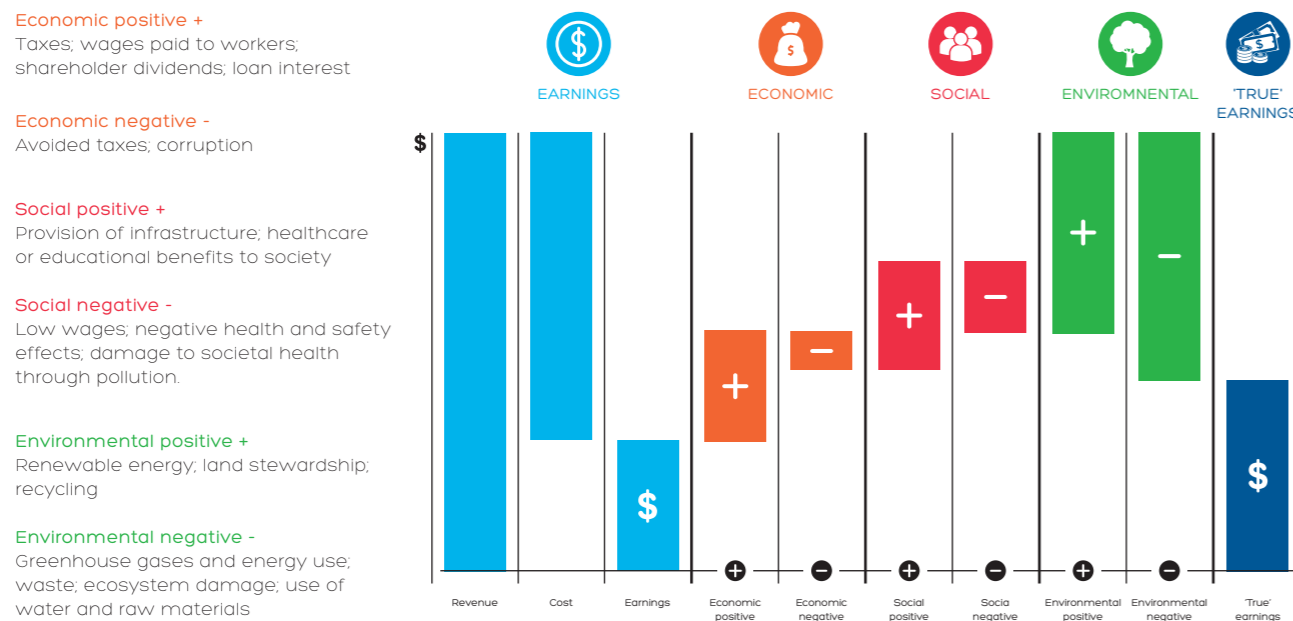 Economic positive +
Taxes; wages paid to workers;
shareholder dividends; loan interest
Economic negative -
Avoided taxes; corruption
Social positive +
Provision of infrastructure; healthcare
or educational benefits to society
Social negative -
Low wages; negative health and safety
effects; damage to societal health
through pollution.
Environmental positive +
Renewable energy; land stewardship;
recycling
Environmental negative -
Greenhouse gases and energy use;
waste; ecosystem damage; use of
water and raw materials
$
$
$
EARNINGS
ECONOMIC
SOCIAL
ENVIROMNENTAL
'TRUE'
EARNINGS
$
+
−
+
−
+
−
$
$
+
−
+
−
+
−
Revenue
Cost
Earnings
Economic
positive
Economic
negative
Social
positive
Socia
negative
Environmental
positive
Environmental
negative
'True'
earnings